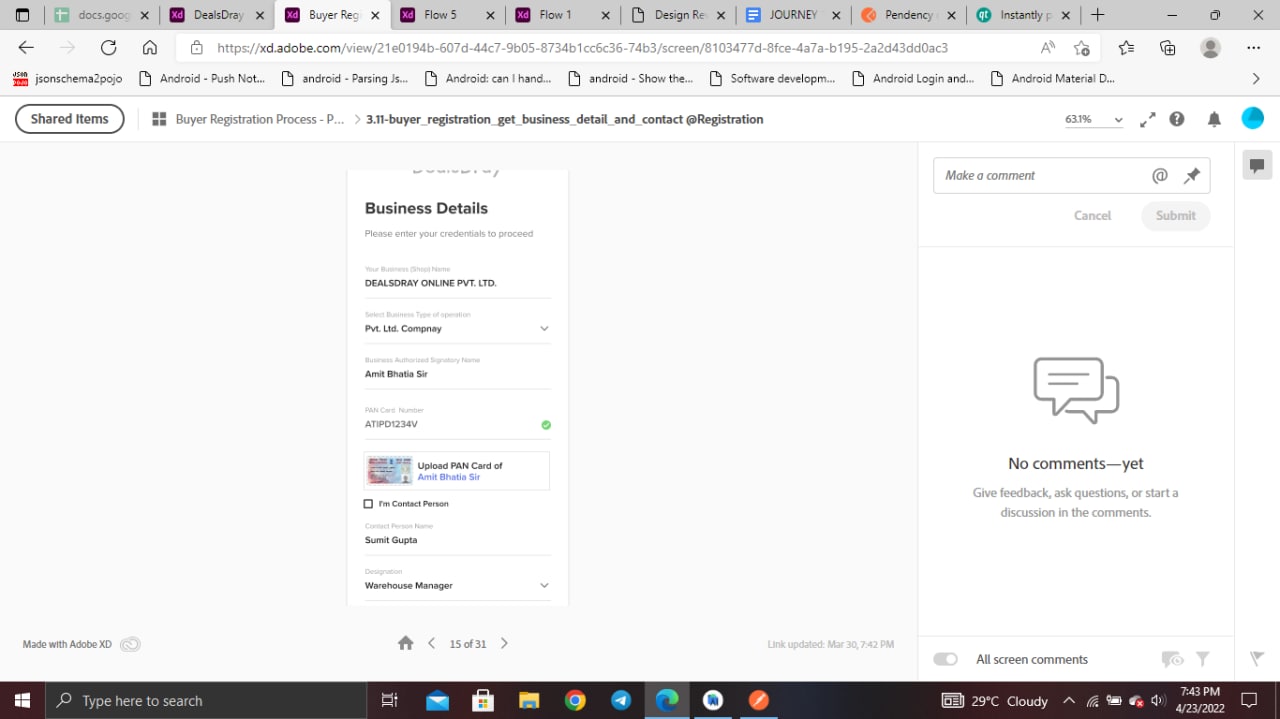 docs.goog
DealsDray
Buyer Regi
Flow 15
Flow 1
Design Re
JOURNEY
Pendency
Instantly p
https://xd.adobe.com/view/21e0194b-607d-44c7-9b05-8734b1cc6c36-74b3/screen/8103477d-8fce-4a7a-b195-2a2d43dd0ac3
jsonschema2pojo
Android - Push Not...
android - Parsing Js...
Android: can I hand...
android - Show the...
Software developm...
Android Login and...
Android Material D...
Shared Items
Buyer Registration Process - P...
3.11-buyer_registration_get_business_detail_and_contact @Registration
63.1%
DealsDray
Business Details
Please enter your credentials to proceed
Your Business (Shop) Name
DEALSDRAY ONLINE PVT. LTD.
Select Business Type of operation
Pvt. Ltd. Compnay
Business Authorized Signatory Name
Amit Bhatia Sir
PAN Card Number
ATIPD1234V
Upload PAN Card of
Amit Bhatia Sir
I'm Contact Person
Contact Person Name
Sumit Gupta
Designation
Warehouse Manager
Make a comment
Cancel
Submit
No comments—yet
Give feedback, ask questions, or start a
discussion in the comments.
Made with Adobe XD
15 of 31
Link updated: Mar 30, 7:42 PM
All screen comments
Type here to search
29°C Cloudy
7:43 PM
4/23/2022